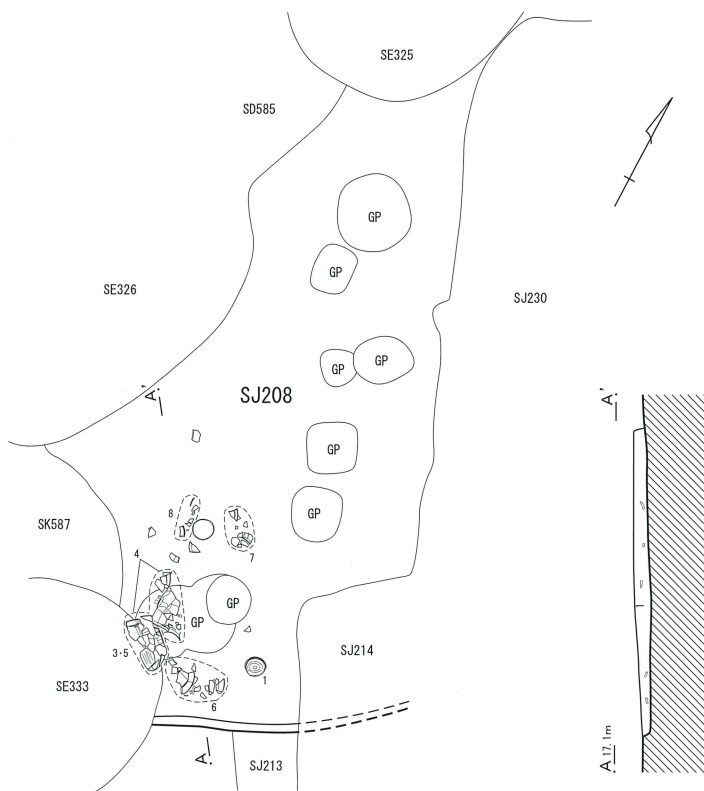 SE325
SD585
GP
GP
SE326
SJ230
GP
GP
A'
A'
SJ208
GP
8
GP
SK587
7
4
GP
GP
3・5
SJ214
1
SE333
6
A 17.1m
A
SJ213